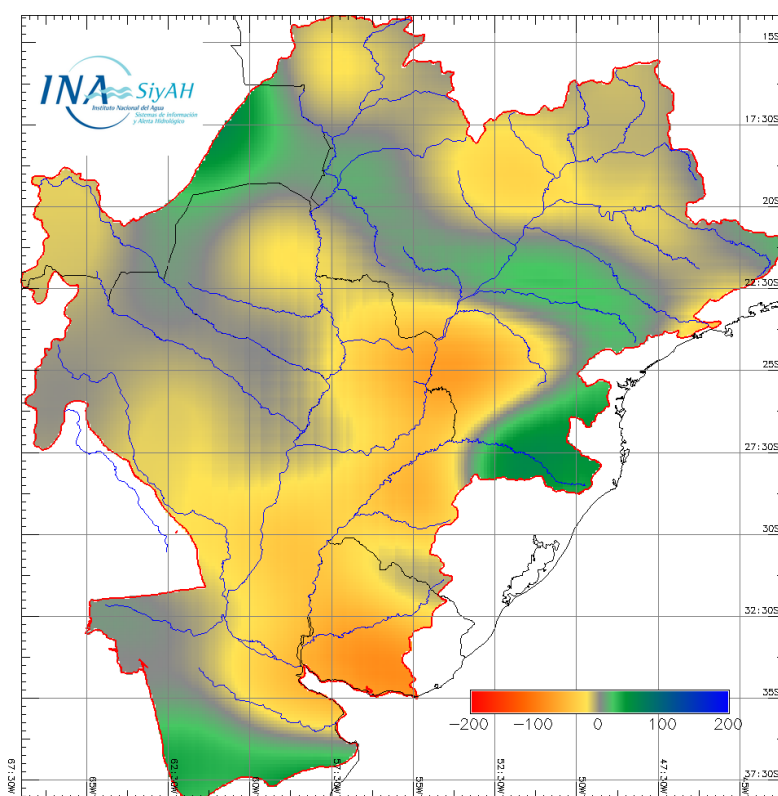 INA SiyAH
Instituto Nacional del Agua
Sistemas de Información
y Alerta Hidrológico
15S
17:30S
20S
22:30S
25S
27:30S
30S
32:30S
35S
37:30S
-200 -100 0 100 200
67:30W 65W 62:30W 60W 57:30W 55W 52:30W 50W 47:30W 45W